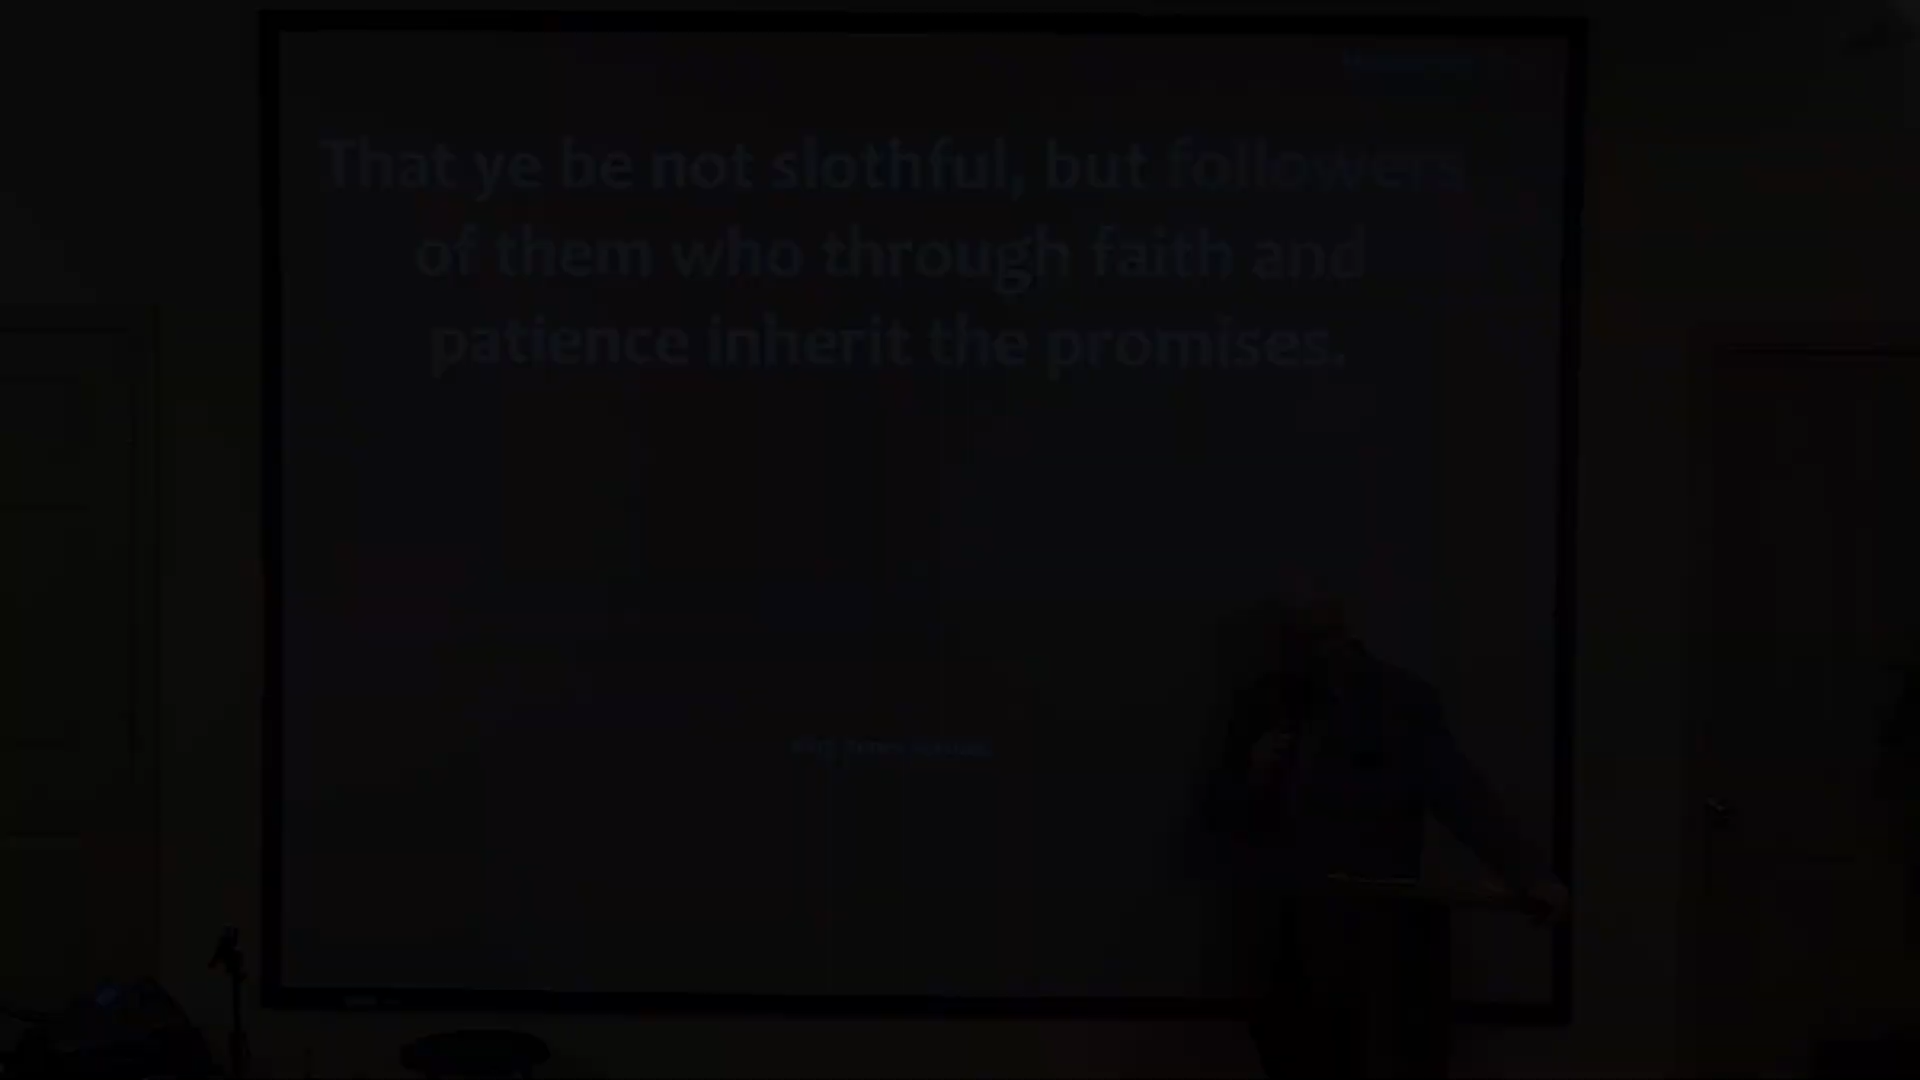 That ye be not slothful, but followers
of them who through faith and
patience inherit the promises.